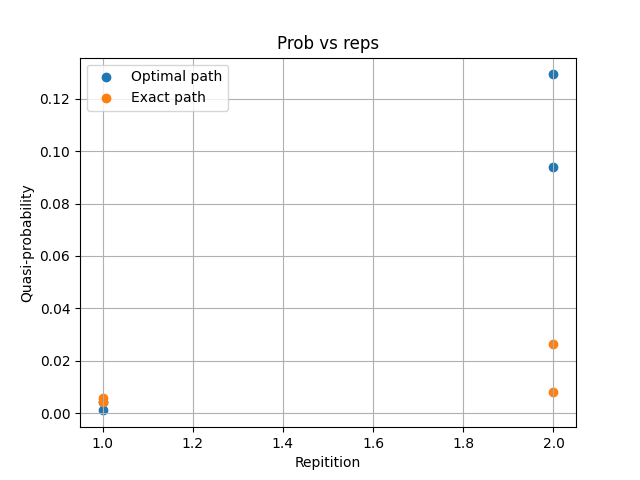 Prob vs reps
Optimal path
Exact path
0.12
0.10
0.08
0.06
0.04
0.02
0.00
Quasi-probability
1.0 1.2 1.4 1.6 1.8 2.0
Repitition